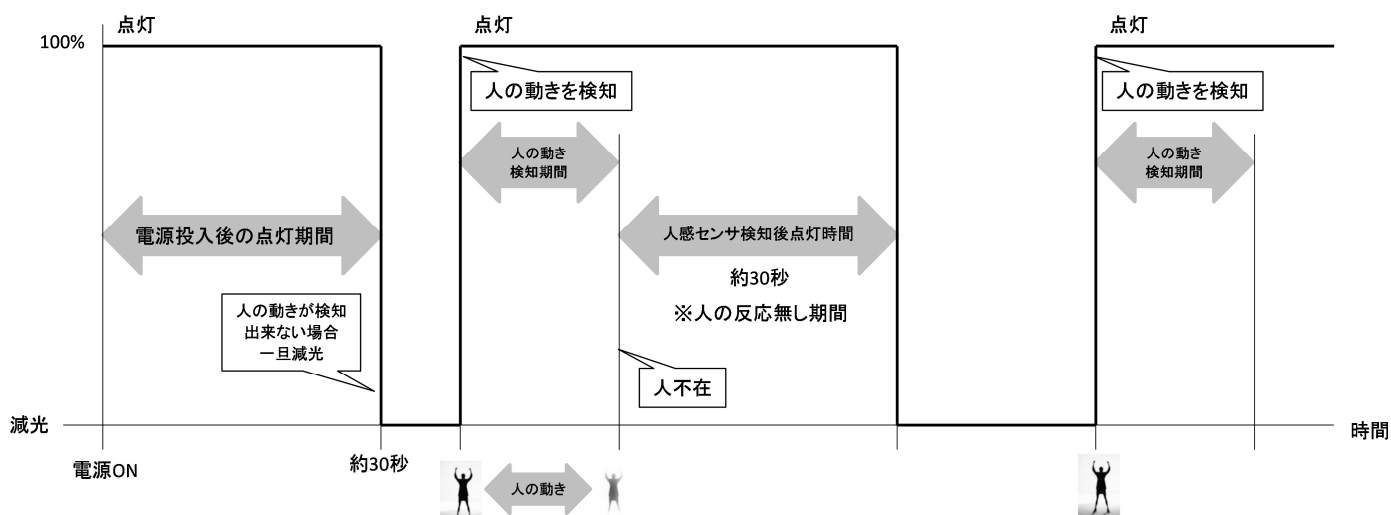 点灯
点灯
点灯
100%
人の動きを検知
人の動きを検知
人の動き
検知期間
人の動き
検知期間
電源投入後の点灯期間
人感センサ検知後点灯時間
約30秒
※人の反応無し期間
人の動きが検知
出来ない場合
一旦減光
人不在
減光
時間
電源ON
約30秒
人の動き